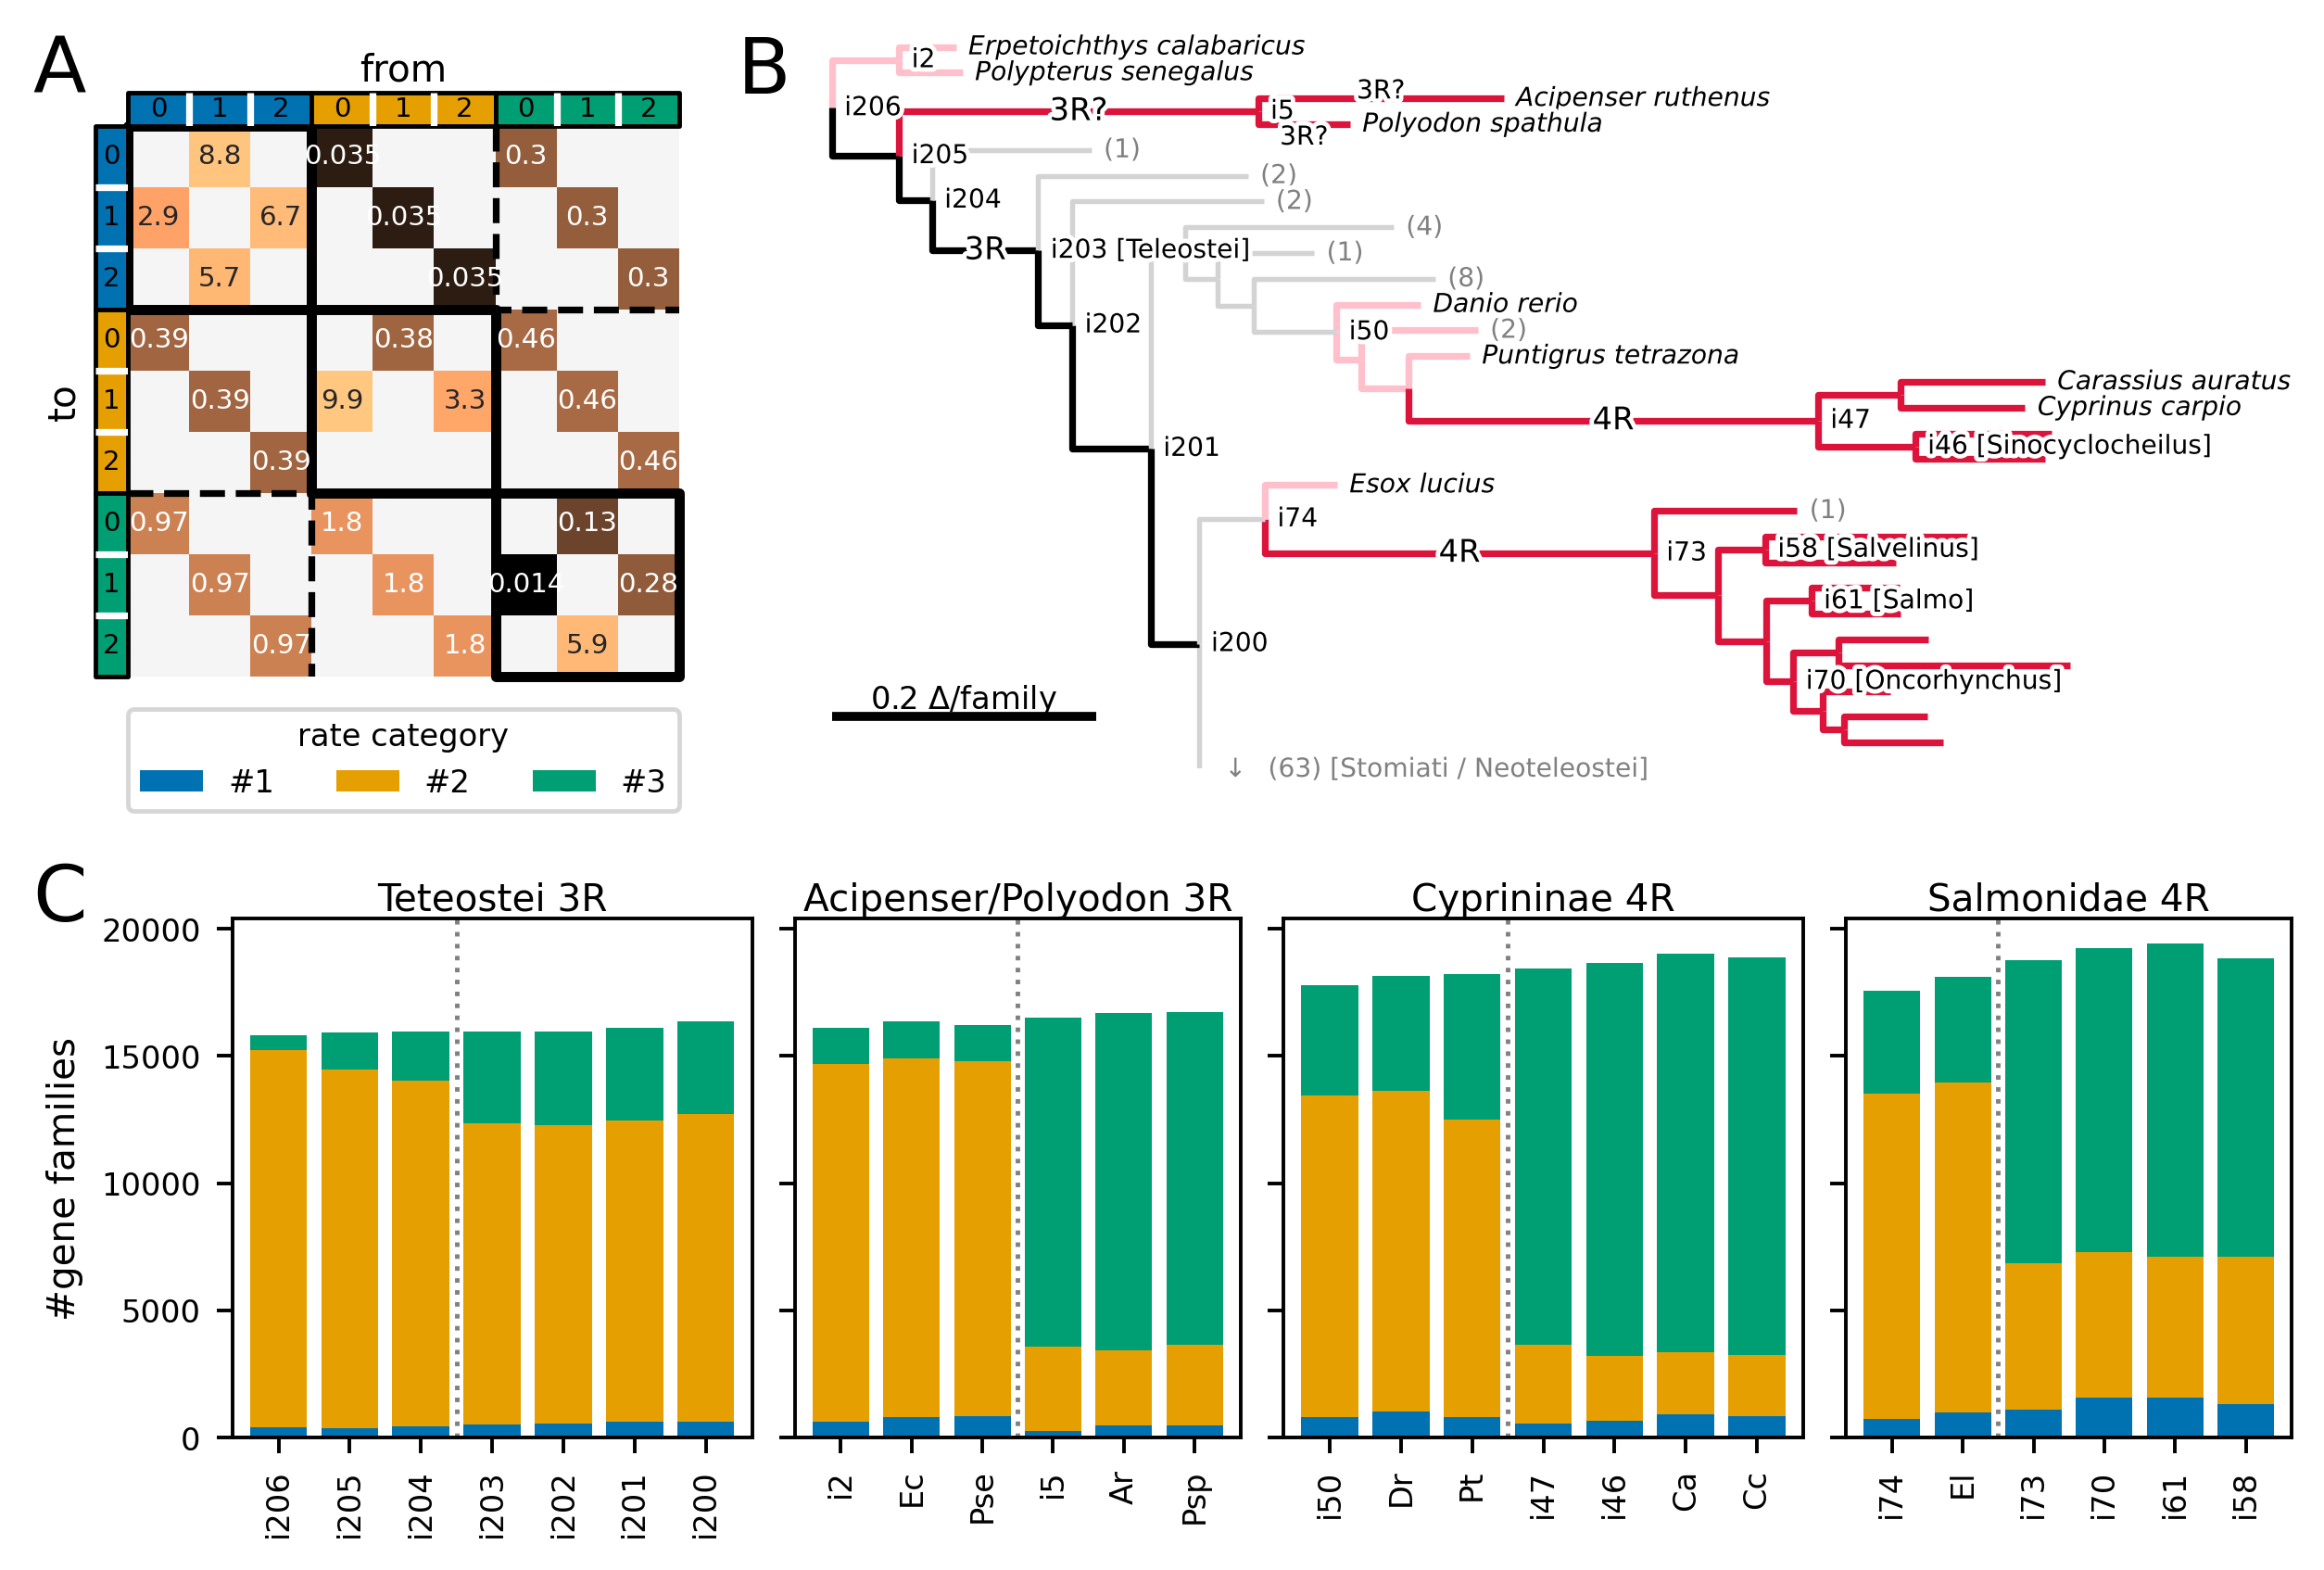 A
from
0 1 2 0 1 2 0 1 2
to
0 8.8 0.035 0.3
1 2.9 6.7 0.035 0.3
2 5.7 0.035 0.3
0 0.39 0.38 0.46
1 0.39 9.9 3.3 0.46
2 0.39 0.46
0 0.97 1.8 0.13
1 0.97 1.8 0.014 0.28
2 0.97 1.8 5.9
rate category
#1 #2 #3
B
Erpetoichthys calabaricus
i2
Polypterus senegalus
i206
3R?
3R?
i5
Acipenser ruthenus
3R?
Polyodon spathula
i205
(1)
(2)
i204
(2)
(4)
3R
i203 [Teleostei]
(1)
(8)
Danio rerio
i202
i50
(2)
Puntigrus tetrazona
Carassius auratus
4R
i47
Cyprinus carpio
i201
i46 [Sinocyclocheilus]
Esox lucius
i74
(1)
4R
i73
i58 [Salvelinus]
i61 [Salmo]
i200
i70 [Oncorhynchus]
0.2 Δ/family
↓ (63) [Stomiati / Neoteleostei]
C
Teteostei 3R
Acipenser/Polyodon 3R
Cyprininae 4R
Salmonidae 4R
#gene families
20000
15000
10000
5000
0
i206 i205 i204 i203 i202 i201 i200
i2 Ec Pse i5 Ar Psp
i50 Dr Pt i47 i46 Ca Cc
i74 El i73 i70 i61 i58